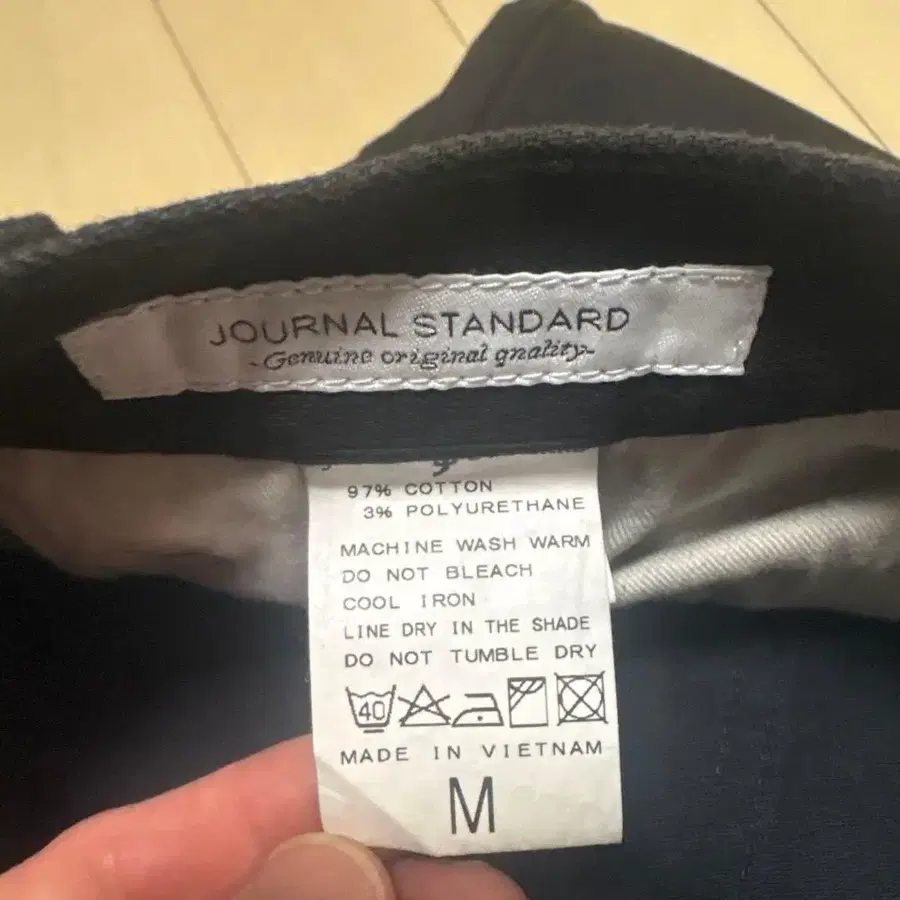 JOURNAL STANDARD
-Genuine original qnality-
97% COTTON
3% POLYURETHANE
MACHINE WASH WARM
DO NOT BLEACH
COOL IRON
LINE DRY IN THE SHADE
DO NOT TUMBLE DRY
40
MADE IN VIETNAM
M